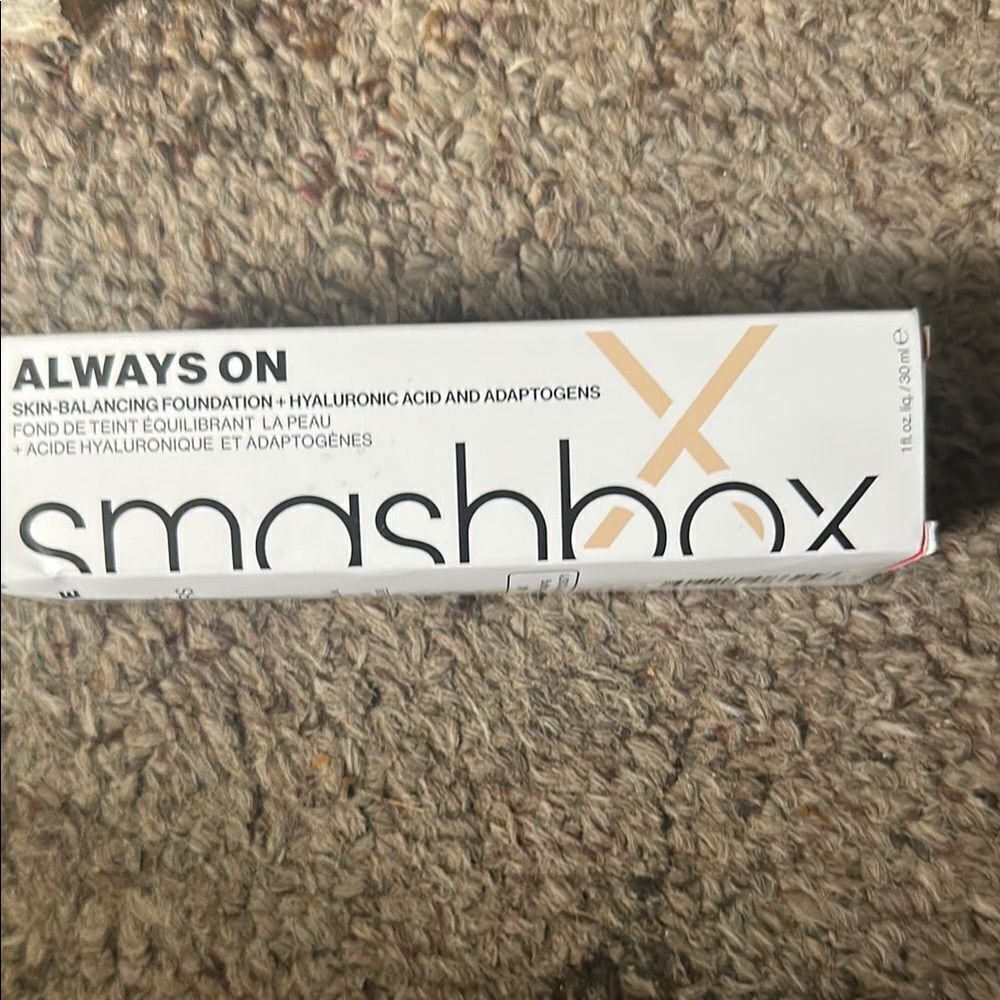 ALWAYS ON
SKIN-BALANCING FOUNDATION + HYALURONIC ACID AND ADAPTOGENS
FOND DE TEINT ÉQUILIBRANT LA PEAU
+ ACIDE HYALURONIQUE ET ADAPTOGÈNES
smashbox
1 fl. oz. liq. / 30 ml e